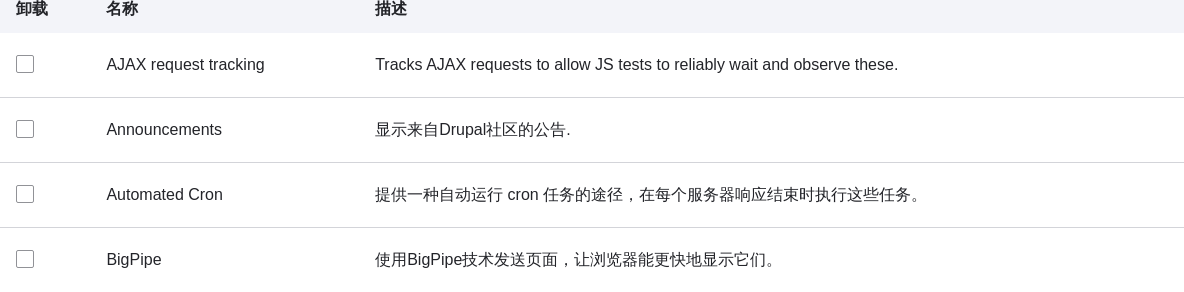 卸载 名称 描述
AJAX request tracking Tracks AJAX requests to allow JS tests to reliably wait and observe these.
Announcements 显示来自Drupal社区的公告.
Automated Cron 提供一种自动运行 cron 任务的途径，在每个服务器响应结束时执行这些任务。
BigPipe 使用BigPipe技术发送页面，让浏览器能更快地显示它们。